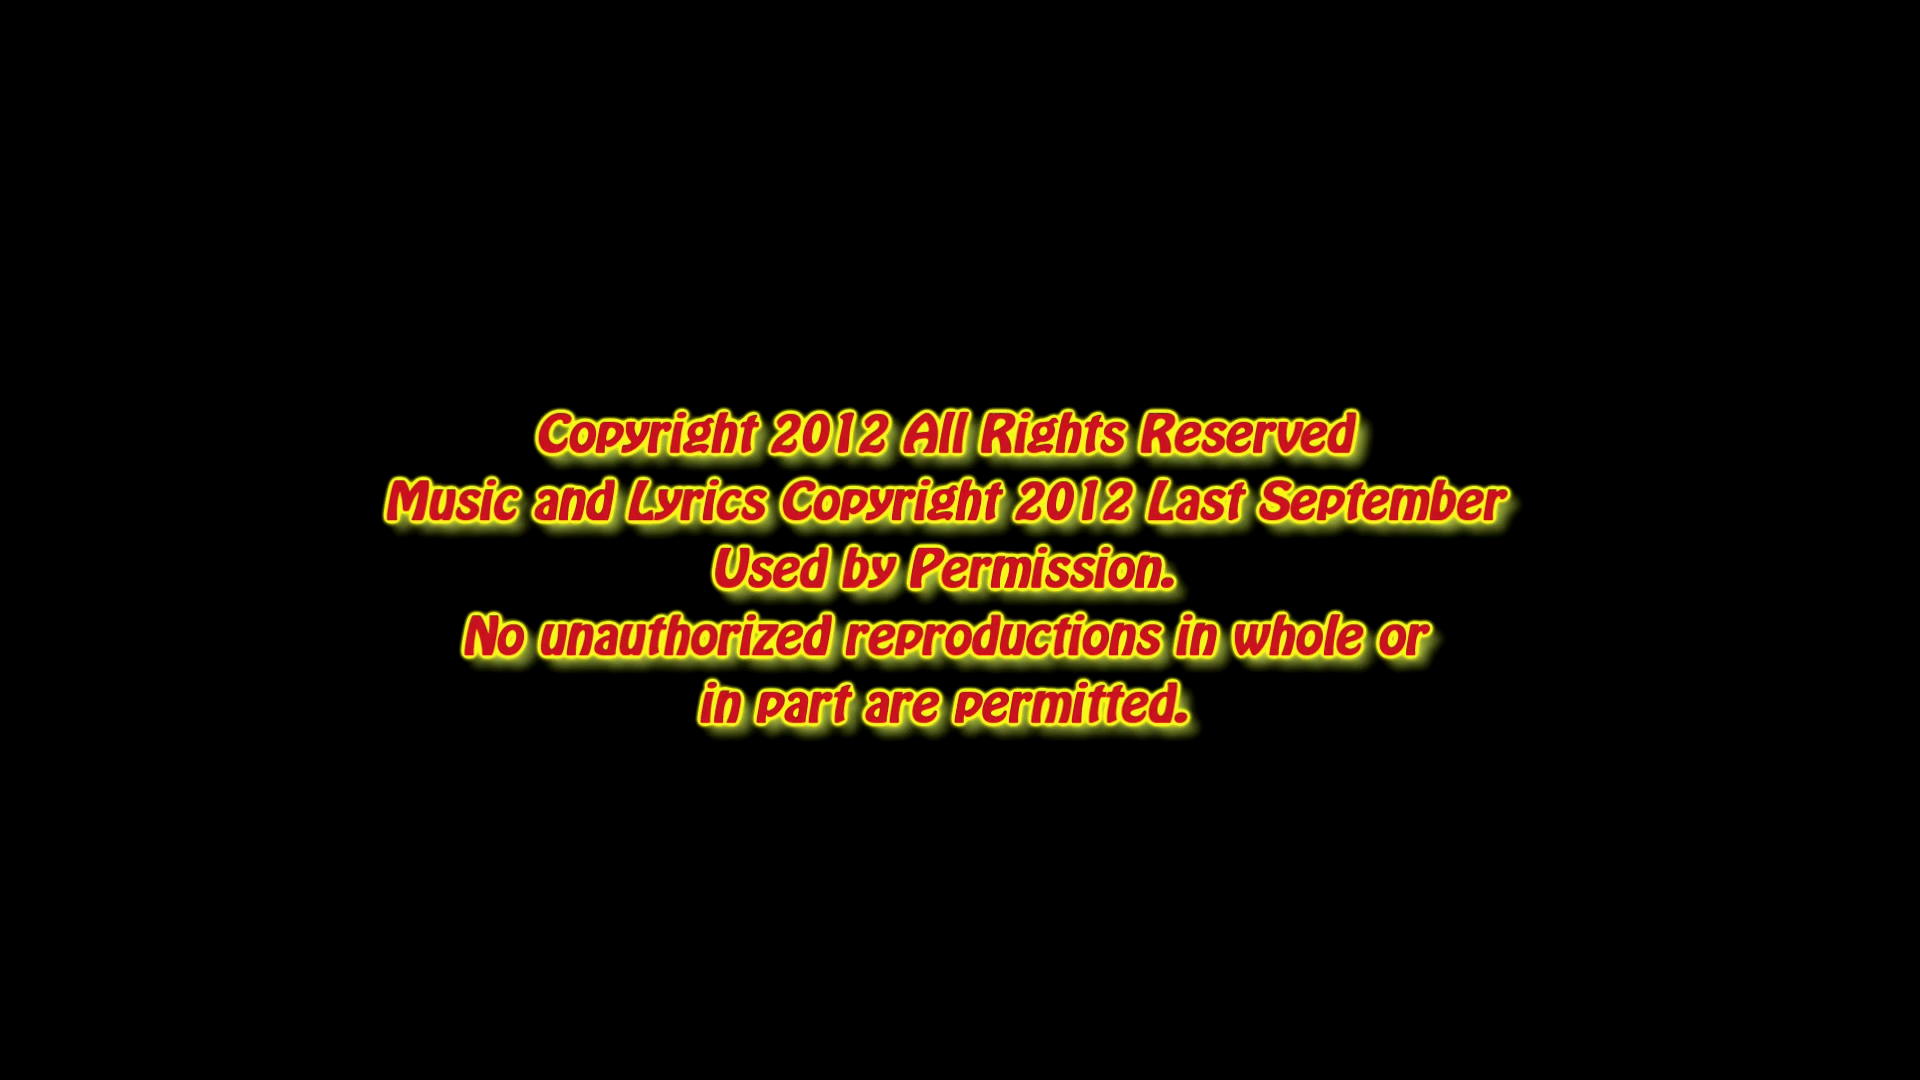 Copyright 2012 All Rights Reserved
Music and Lyrics Copyright 2012 Last September
Used by Permission.
No unauthorized reproductions in whole or
in part are permitted.